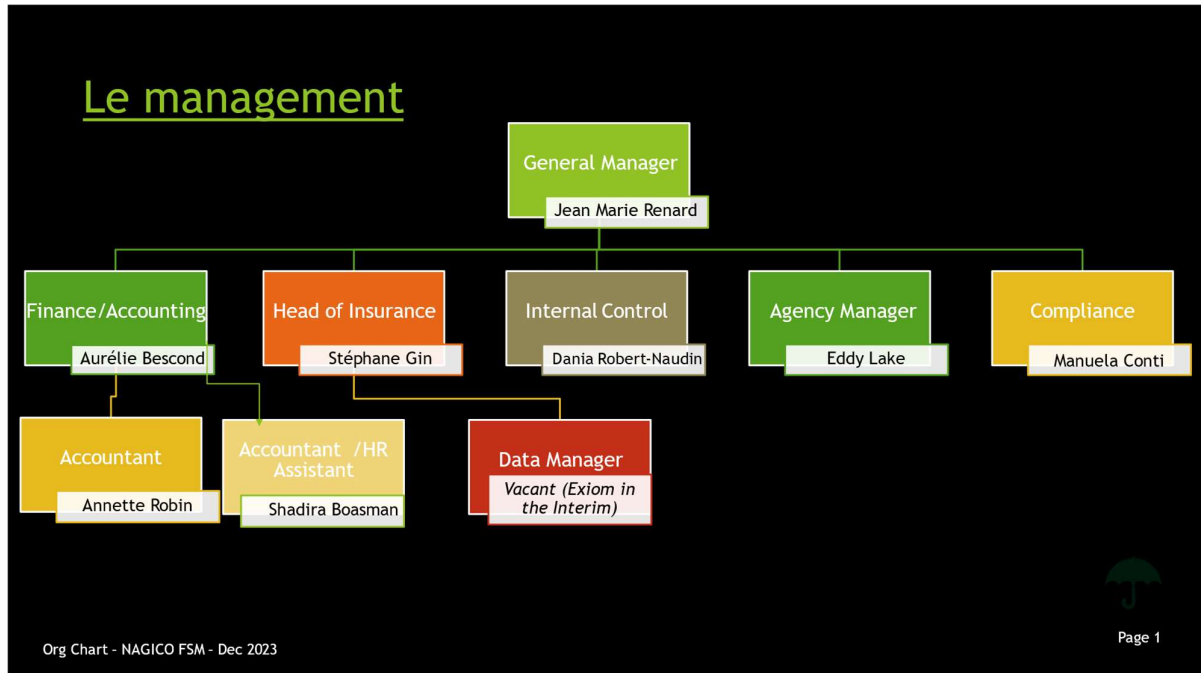 Le management
General Manager
Jean Marie Renard
Finance/Accounting
Aurélie Bescond
Head of Insurance
Stéphane Gin
Internal Control
Dania Robert-Naudin
Agency Manager
Eddy Lake
Compliance
Manuela Conti
Accountant
Annette Robin
Accountant /HR
Assistant
Shadira Boasman
Data Manager
Vacant (Exiom in
the Interim)
Org Chart - NAGICO FSM - Dec 2023
Page 1